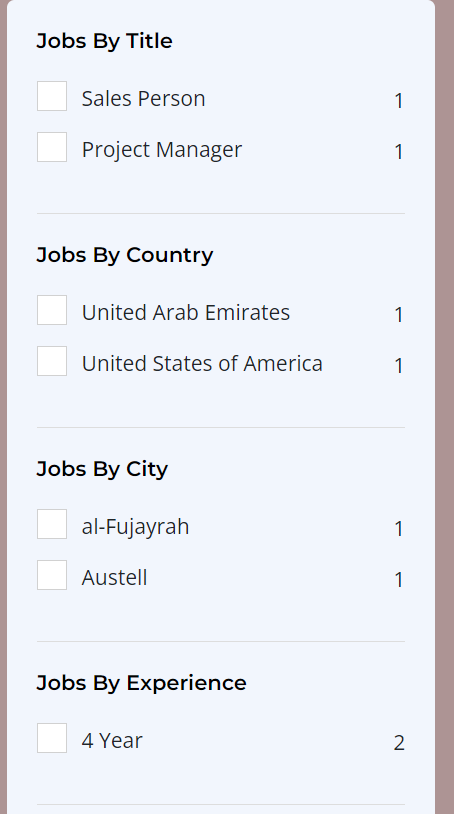 Jobs By Title
Sales Person 1
Project Manager 1
Jobs By Country
United Arab Emirates 1
United States of America 1
Jobs By City
al-Fujayrah 1
Austell 1
Jobs By Experience
4 Year 2